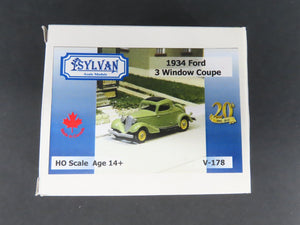 SYLVAN
Scale Models
1934 Ford
3 Window Coupe
20
HO Scale Age 14+
V-178